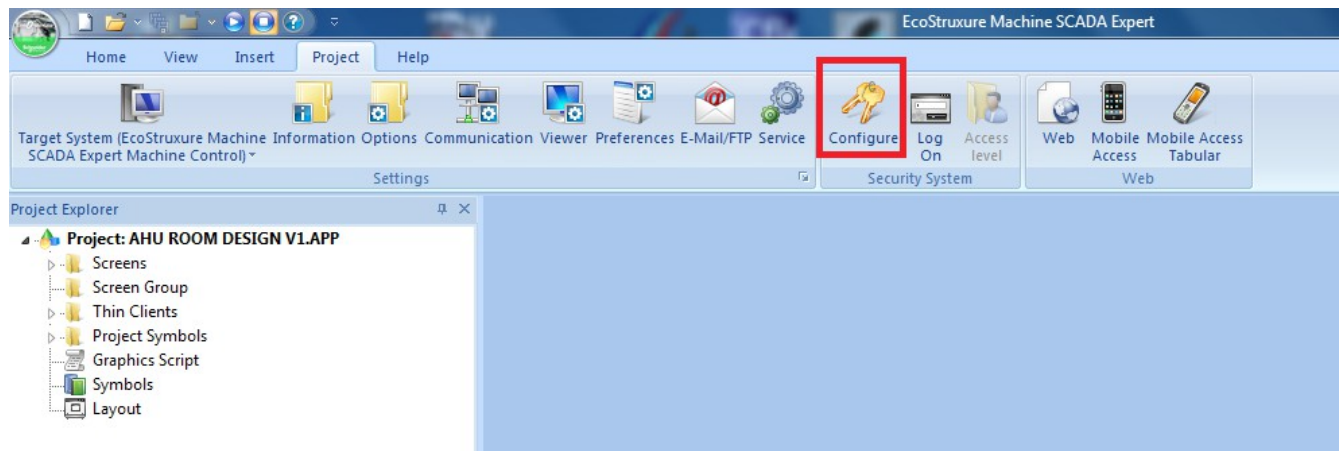 EcoStruxure Machine SCADA Expert
Home View Insert Project Help
Target System (EcoStruxure Machine SCADA Expert Machine Control) Information Options Communication Viewer Preferences E-Mail/FTP Service Configure Log On Access level Web Mobile Access Mobile Access Tabular
Settings Security System Web
Project Explorer
Project: AHU ROOM DESIGN V1.APP
Screens
Screen Group
Thin Clients
Project Symbols
Graphics Script
Symbols
Layout